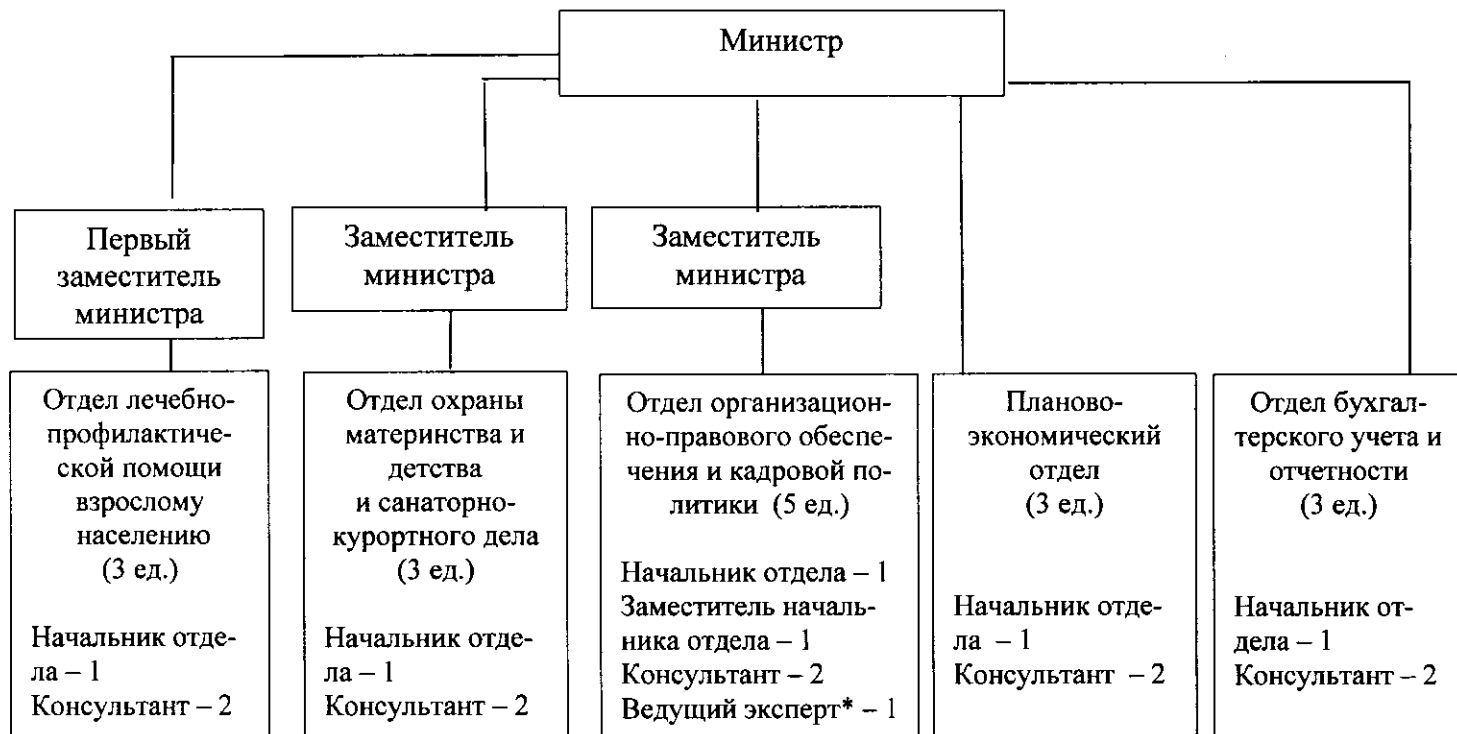 Министр
Первый
заместитель
министра
Заместитель
министра
Заместитель
министра
Отдел лечебно-
профилактиче-
ской помощи
взрослому
населению
(3 ед.)
Начальник отде-
ла – 1
Консультант – 2
Отдел охраны
материнства и
детства
и санаторно-
курортного дела
(3 ед.)
Начальник отде-
ла – 1
Консультант – 2
Отдел организацион-
но-правового обеспе-
чения и кадровой по-
литики (5 ед.)
Начальник отдела – 1
Заместитель началь-
ника отдела – 1
Консультант – 2
Ведущий эксперт* – 1
Планово-
экономический
отдел
(3 ед.)
Начальник отде-
ла – 1
Консультант – 2
Отдел бухгал-
терского учета и
отчетности
(3 ед.)
Начальник от-
дела – 1
Консультант – 2